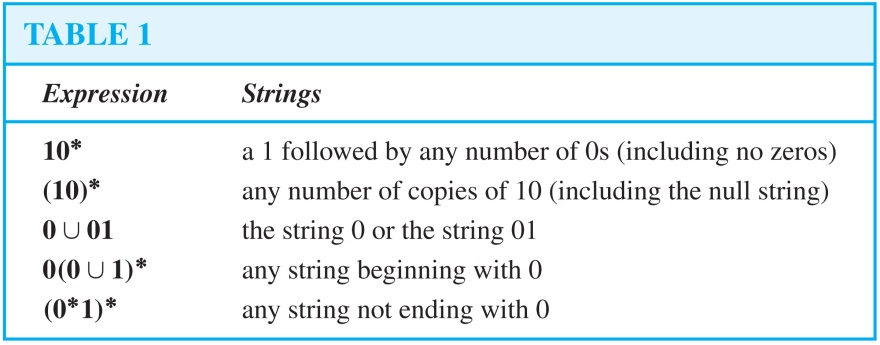 TABLE 1
Expression Strings
10* a 1 followed by any number of 0s (including no zeros)
(10)* any number of copies of 10 (including the null string)
0 ∪ 01 the string 0 or the string 01
0(0 ∪ 1)* any string beginning with 0
(0*1)* any string not ending with 0